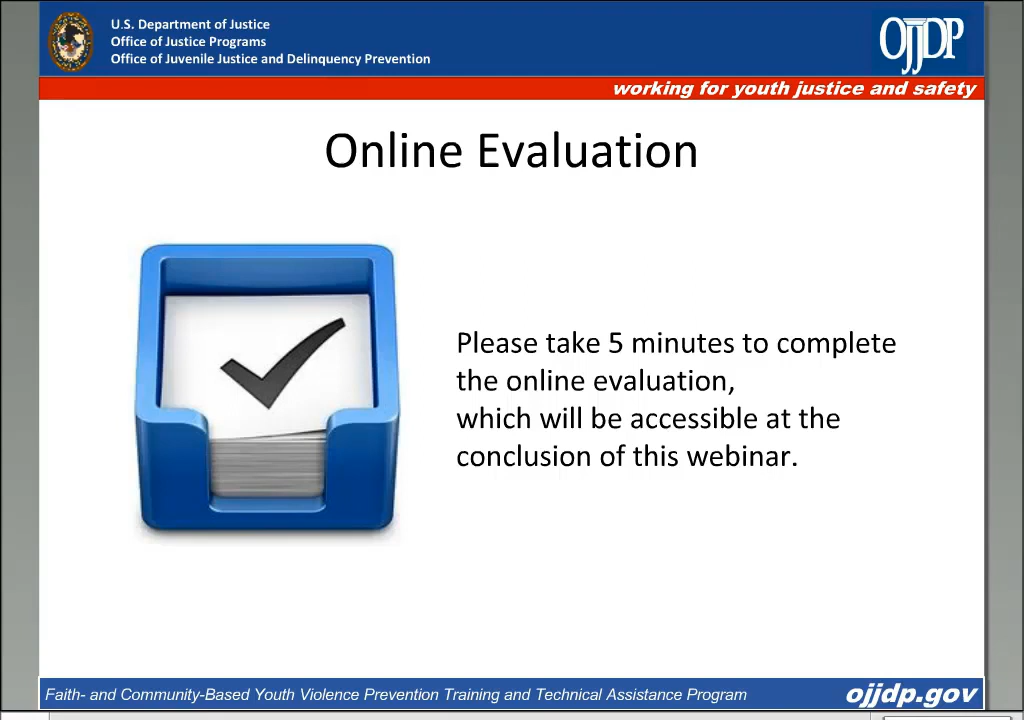 U.S. Department of Justice
Office of Justice Programs
Office of Juvenile Justice and Delinquency Prevention
OJJDP
working for youth justice and safety
Online Evaluation
Please take 5 minutes to complete
the online evaluation,
which will be accessible at the
conclusion of this webinar.
Faith- and Community-Based Youth Violence Prevention Training and Technical Assistance Program
ojjdp.gov